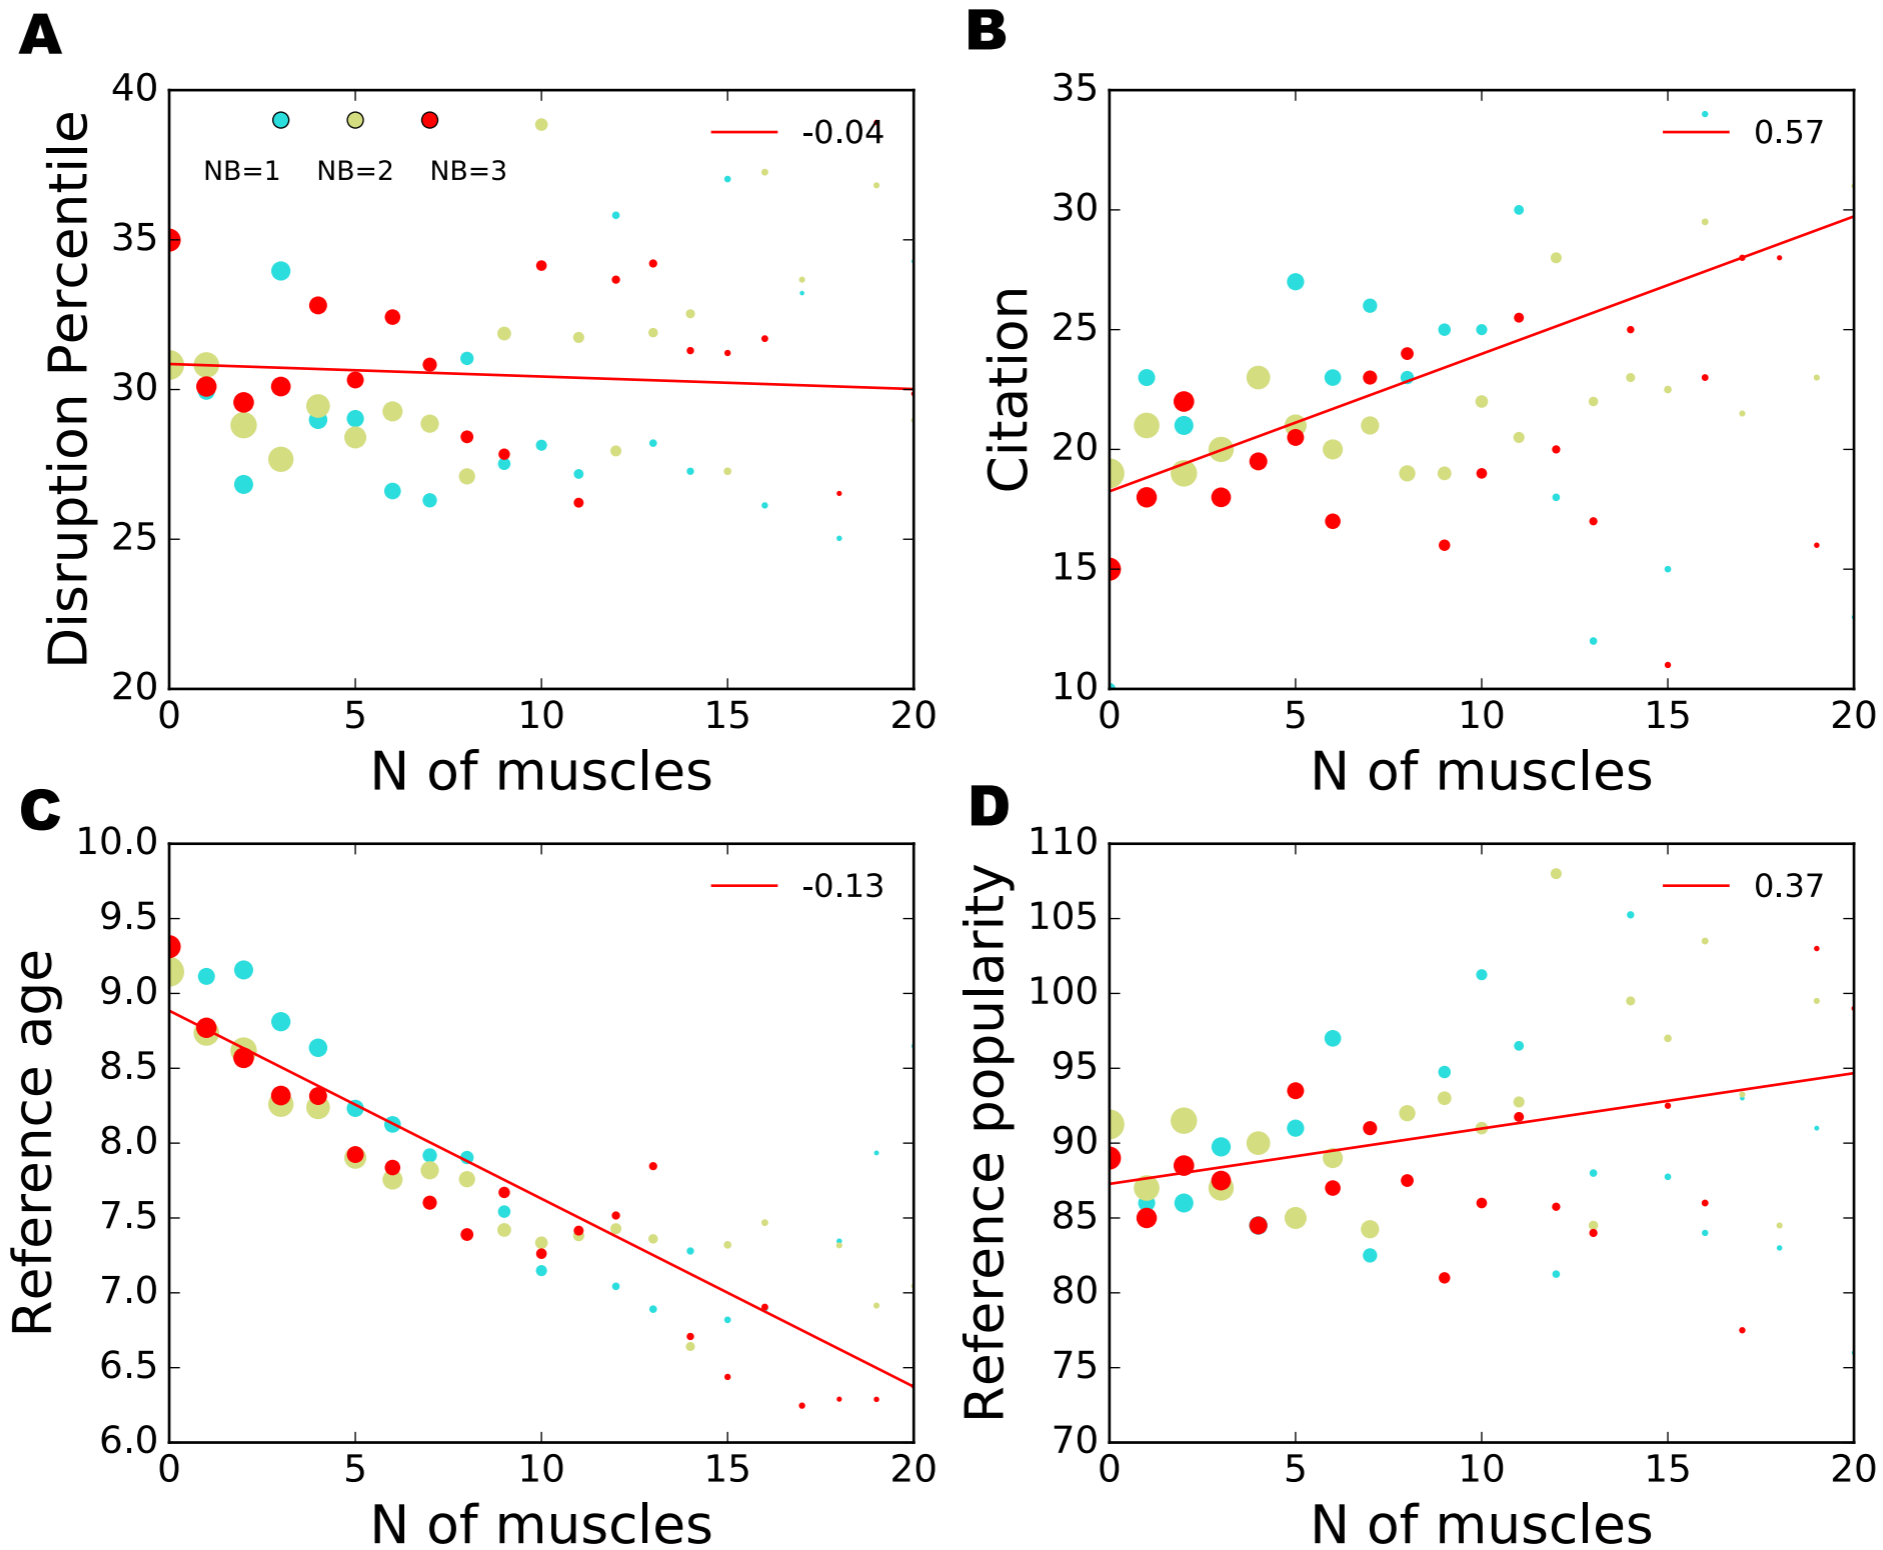 A
B
40
35
30
25
20
Disruption Percentile
NB=1 NB=2 NB=3
-0.04
0 5 10 15 20
N of muscles
35
30
25
20
15
10
Citation
0.57
0 5 10 15 20
N of muscles
C
D
10.0
9.5
9.0
8.5
8.0
7.5
7.0
6.5
6.0
Reference age
-0.13
0 5 10 15 20
N of muscles
110
105
100
95
90
85
80
75
70
Reference popularity
0.37
0 5 10 15 20
N of muscles